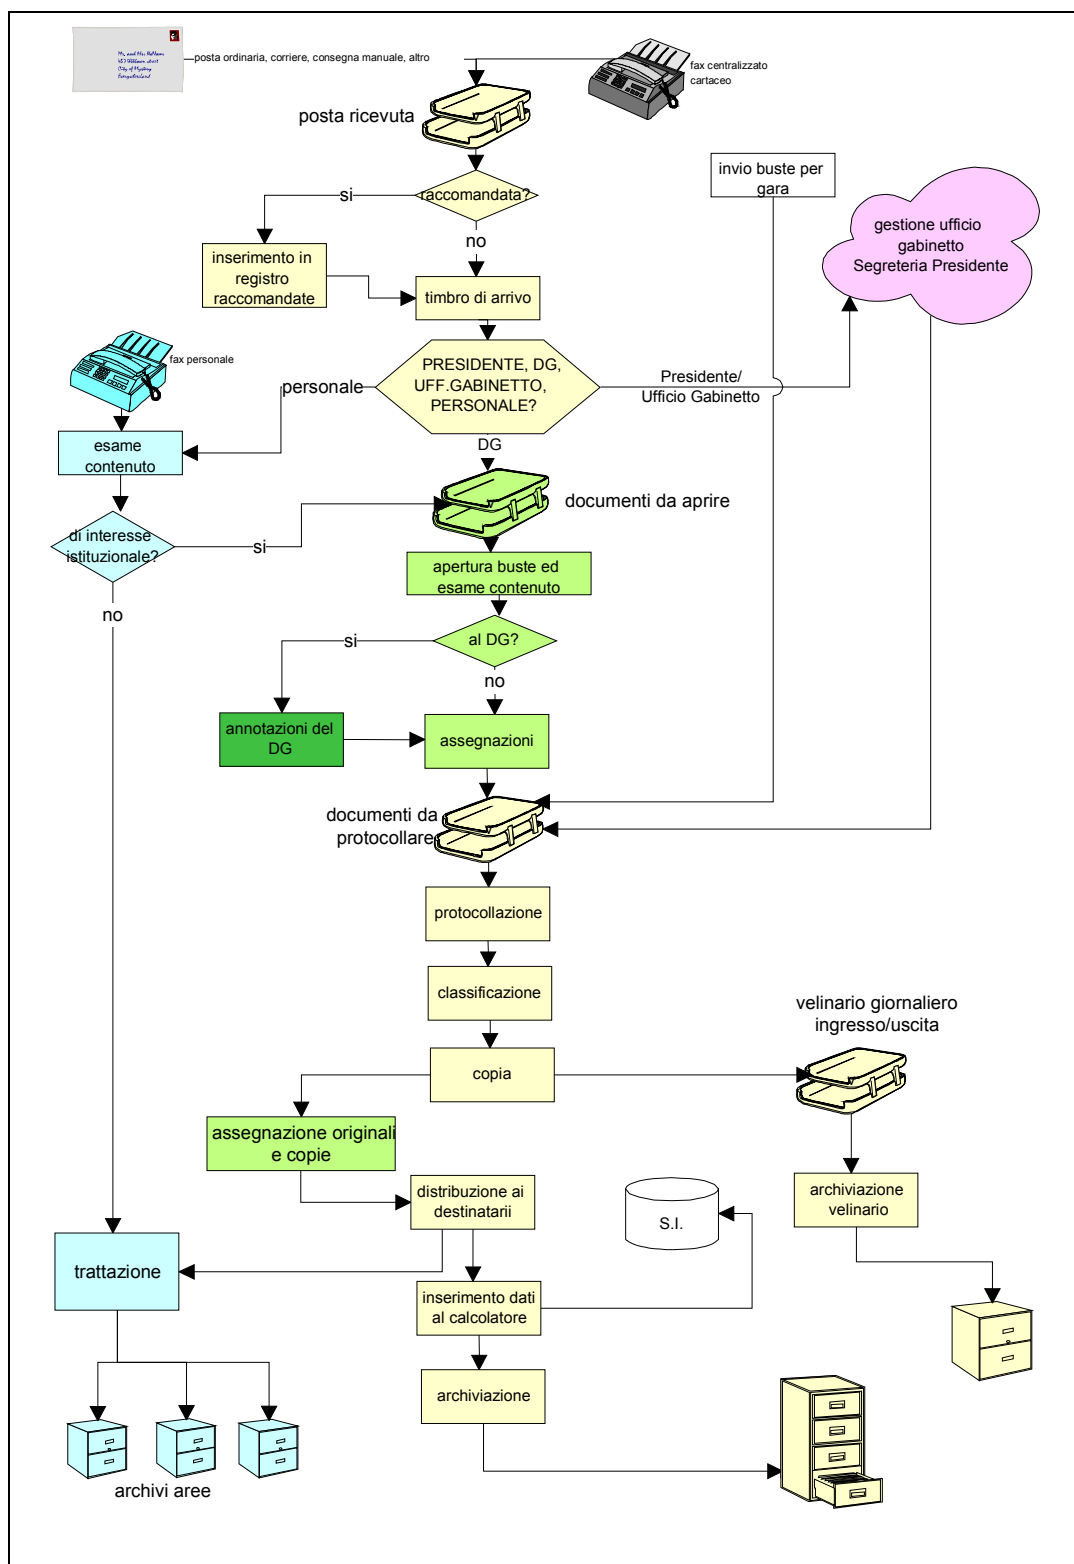 Mr. and Mrs
posta ordinaria, corriere, consegna manuale, altro
fax centralizzato
cartaceo
posta ricevuta
invio buste per
gara
si
raccomandata?
gestione ufficio
gabinetto
Segreteria Presidente
no
inserimento in
registro
raccomandate
timbro di arrivo
fax personale
personale
PRESIDENTE, DG,
UFF.GABINETTO,
PERSONALE?
Presidente/
Ufficio Gabinetto
esame
contenuto
DG
documenti da aprire
di interesse
istituzionale?
si
apertura buste ed
esame contenuto
no
si
al DG?
no
annotazioni del
DG
assegnazioni
documenti da
protocollare
protocollazione
classificazione
velinario giornaliero
ingresso/uscita
copia
assegnazione originali
e copie
distribuzione ai
destinatarii
archiviazione
velinario
S.I.
trattazione
inserimento dati
al calcolatore
archiviazione
archivi aree